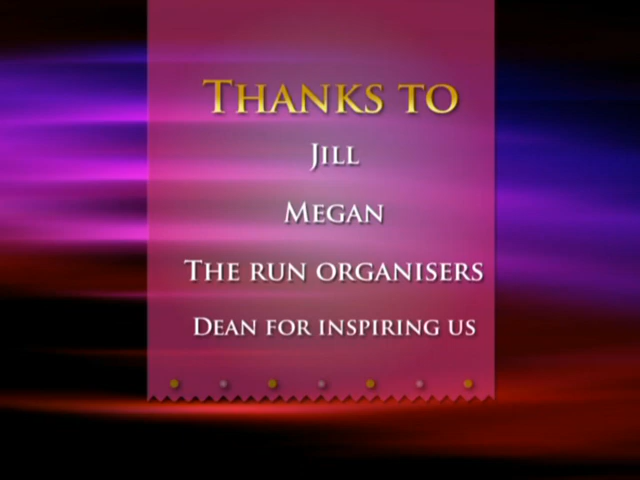 Thanks to
Jill
Megan
The run organisers
Dean for inspiring us